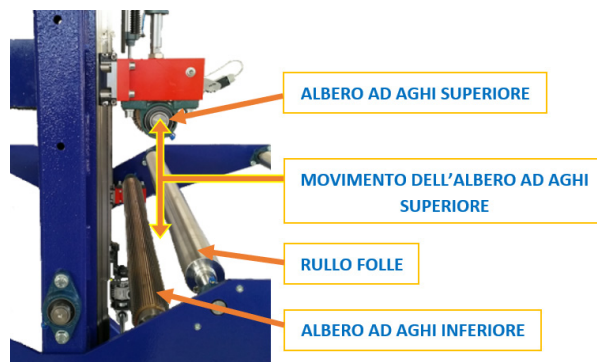 ALBERO AD AGHI SUPERIORE
MOVIMENTO DELL’ALBERO AD AGHI
SUPERIORE
RULLO FOLLE
ALBERO AD AGHI INFERIORE